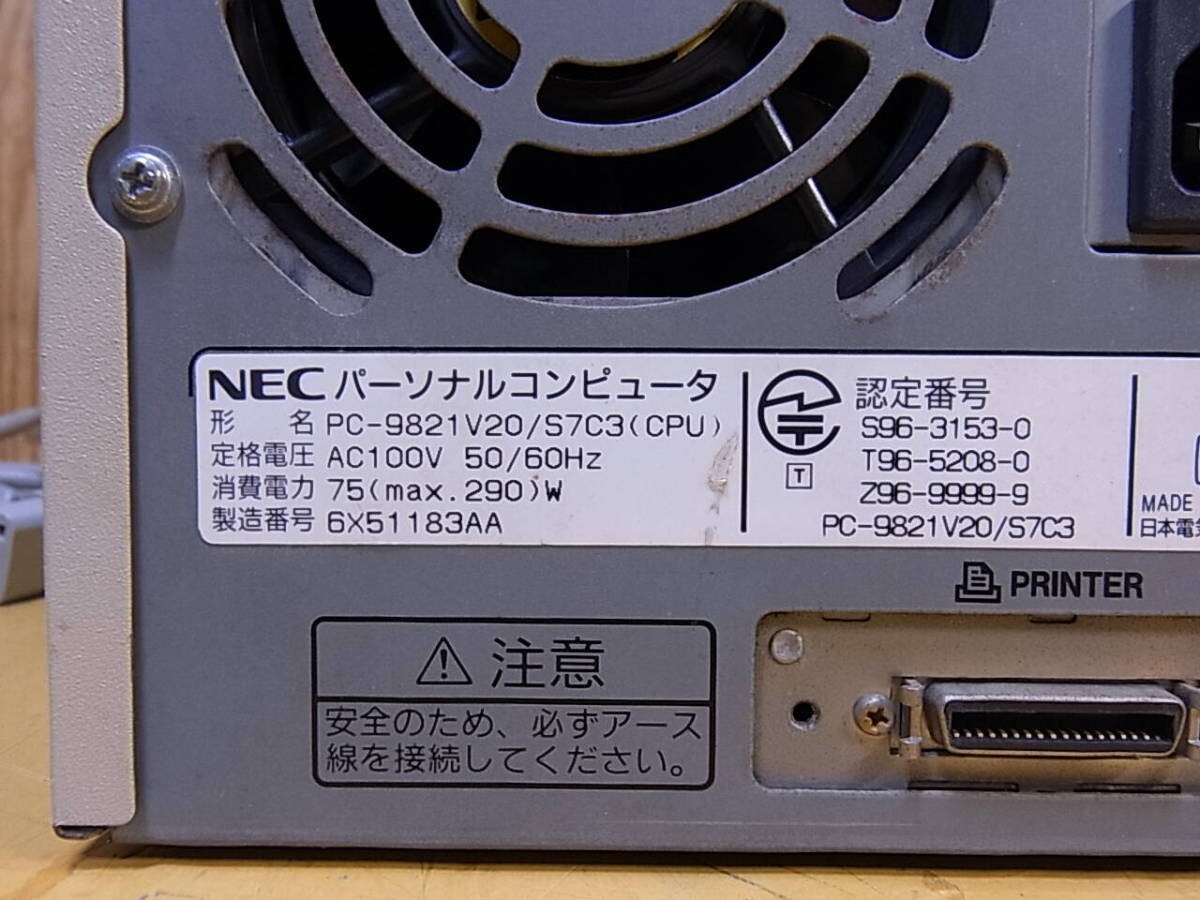 NEC パーソナルコンピュータ
形 名 PC-9821V20/S7C3(CPU)
定格電圧 AC100V 50/60Hz
消費電力 75(max.290)W
製造番号 6X51183AA
認定番号
S96-3153-0
T96-5208-0
Z96-9999-9
PC-9821V20/S7C3
T
MADE
日本電気
PRINTER
注意
安全のため、必ずアース
線を接続してください。